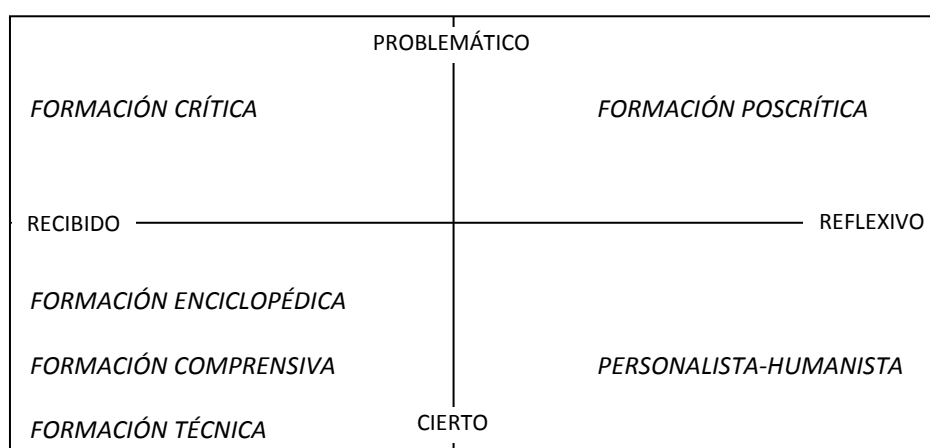 PROBLEMÁTICO
FORMACIÓN CRÍTICA
FORMACIÓN POSCRÍTICA
RECIBIDO
REFLEXIVO
FORMACIÓN ENCICLOPÉDICA
FORMACIÓN COMPRENSIVA
PERSONALISTA-HUMANISTA
FORMACIÓN TÉCNICA
CIERTO